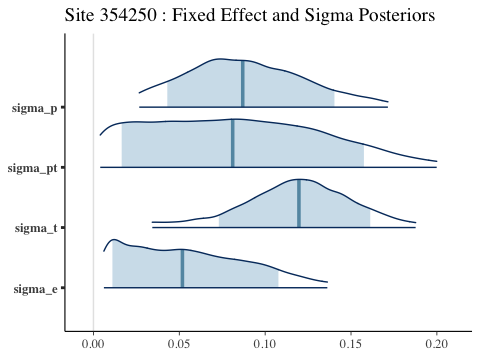 Site 354250 : Fixed Effect and Sigma Posteriors
sigma_p
sigma_pt
sigma_t
sigma_e
0.00 0.05 0.10 0.15 0.20